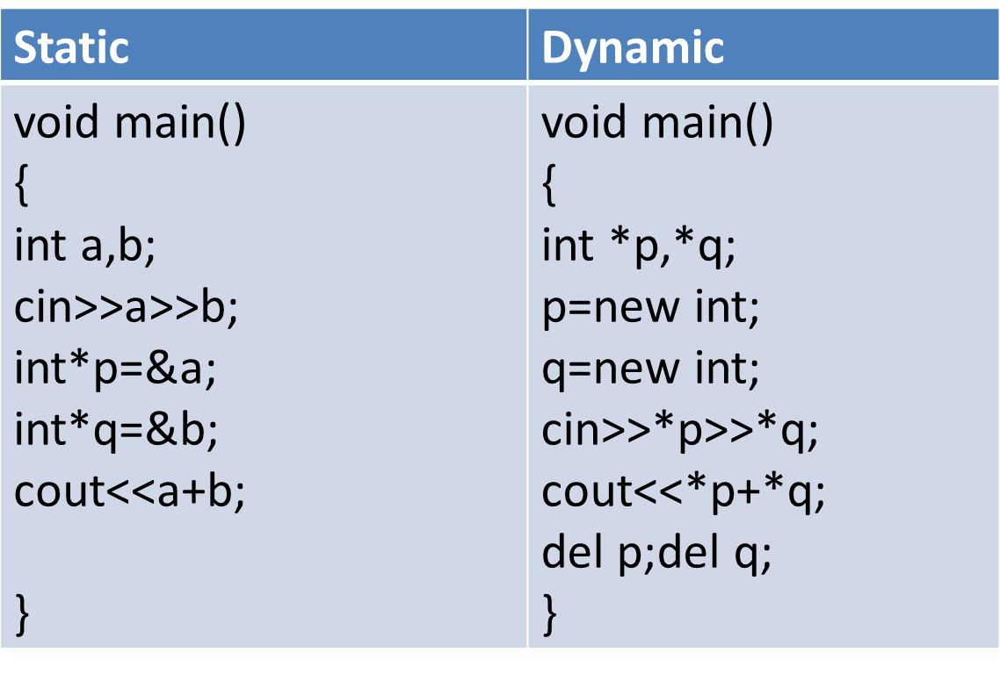 Static
Dynamic
void main()
{
int a,b;
cin>>a>>b;
int*p=&a;
int*q=&b;
cout<<a+b;
}
void main()
{
int *p,*q;
p=new int;
q=new int;
cin>>*p>>*q;
cout<<*p+*q;
del p;del q;
}